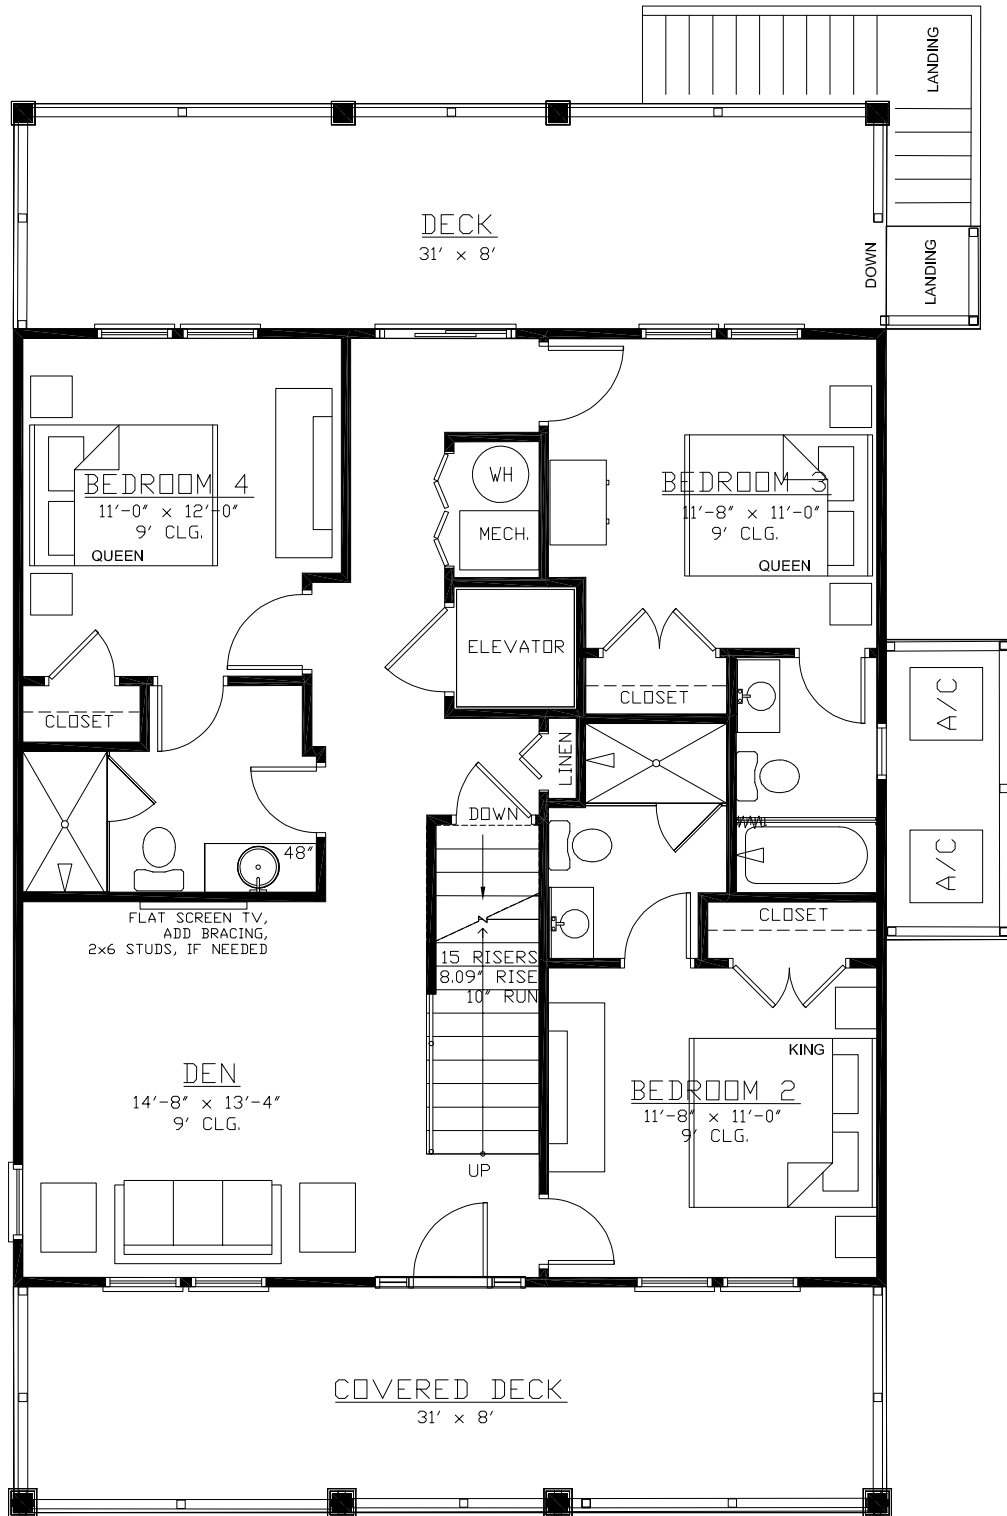 LANDING
DECK
31' x 8'
DOWN
LANDING
BEDROOM 4
11'-0" x 12'-0"
9' CLG.
QUEEN
WH
MECH.
BEDROOM 3
11'-8" x 11'-0"
9' CLG.
QUEEN
ELEVATOR
CLOSET
CLOSET
A/C
LINEN
DOWN
48"
A/C
FLAT SCREEN TV,
ADD BRACING,
2x6 STUDS, IF NEEDED
CLOSET
15 RISERS
8.09" RISE
10" RUN
KING
DEN
14'-8" x 13'-4"
9' CLG.
BEDROOM 2
11'-8" x 11'-0"
9' CLG.
UP
COVERED DECK
31' x 8'